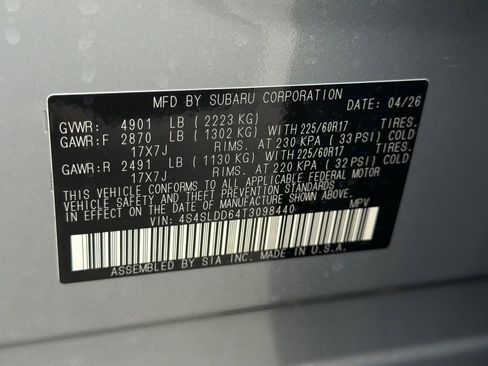 MFD BY SUBARU CORPORATION DATE: 04/26
GVWR: 4901 LB (2223 KG)
GAWR:F 2870 LB (1302 KG) WITH 225/60R17 TIRES.
17X7J RIMS. AT 230 KPA (33 PSI) COLD
GAWR:R 2491 LB (1130 KG) WITH 225/60R17 TIRES.
17X7J RIMS. AT 220 KPA (32 PSI) COLD
THIS VEHICLE CONFORMS TO ALL APPLICABLE FEDERAL MOTOR
VEHICLE SAFETY AND THEFT PREVENTION STANDARDS
IN EFFECT ON THE DATE OF MANUFACTURE SHOWN ABOVE.
VIN: 4S4SLDD64T3098440 MPV
ASSEMBLED BY SIA INC. MADE IN U.S.A.